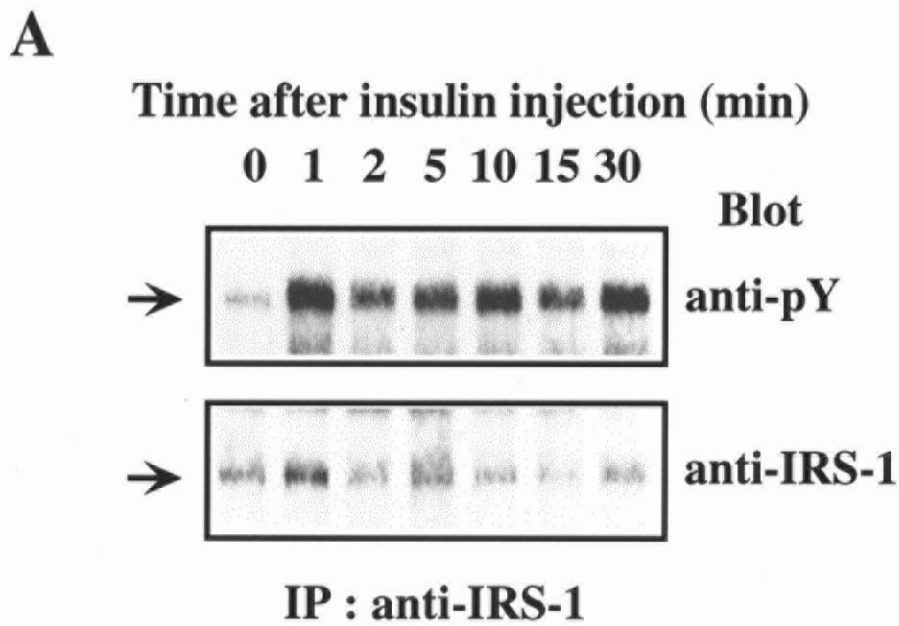 A
Time after insulin injection (min)
0 1 2 5 10 15 30
Blot
anti-pY
anti-IRS-1
IP : anti-IRS-1